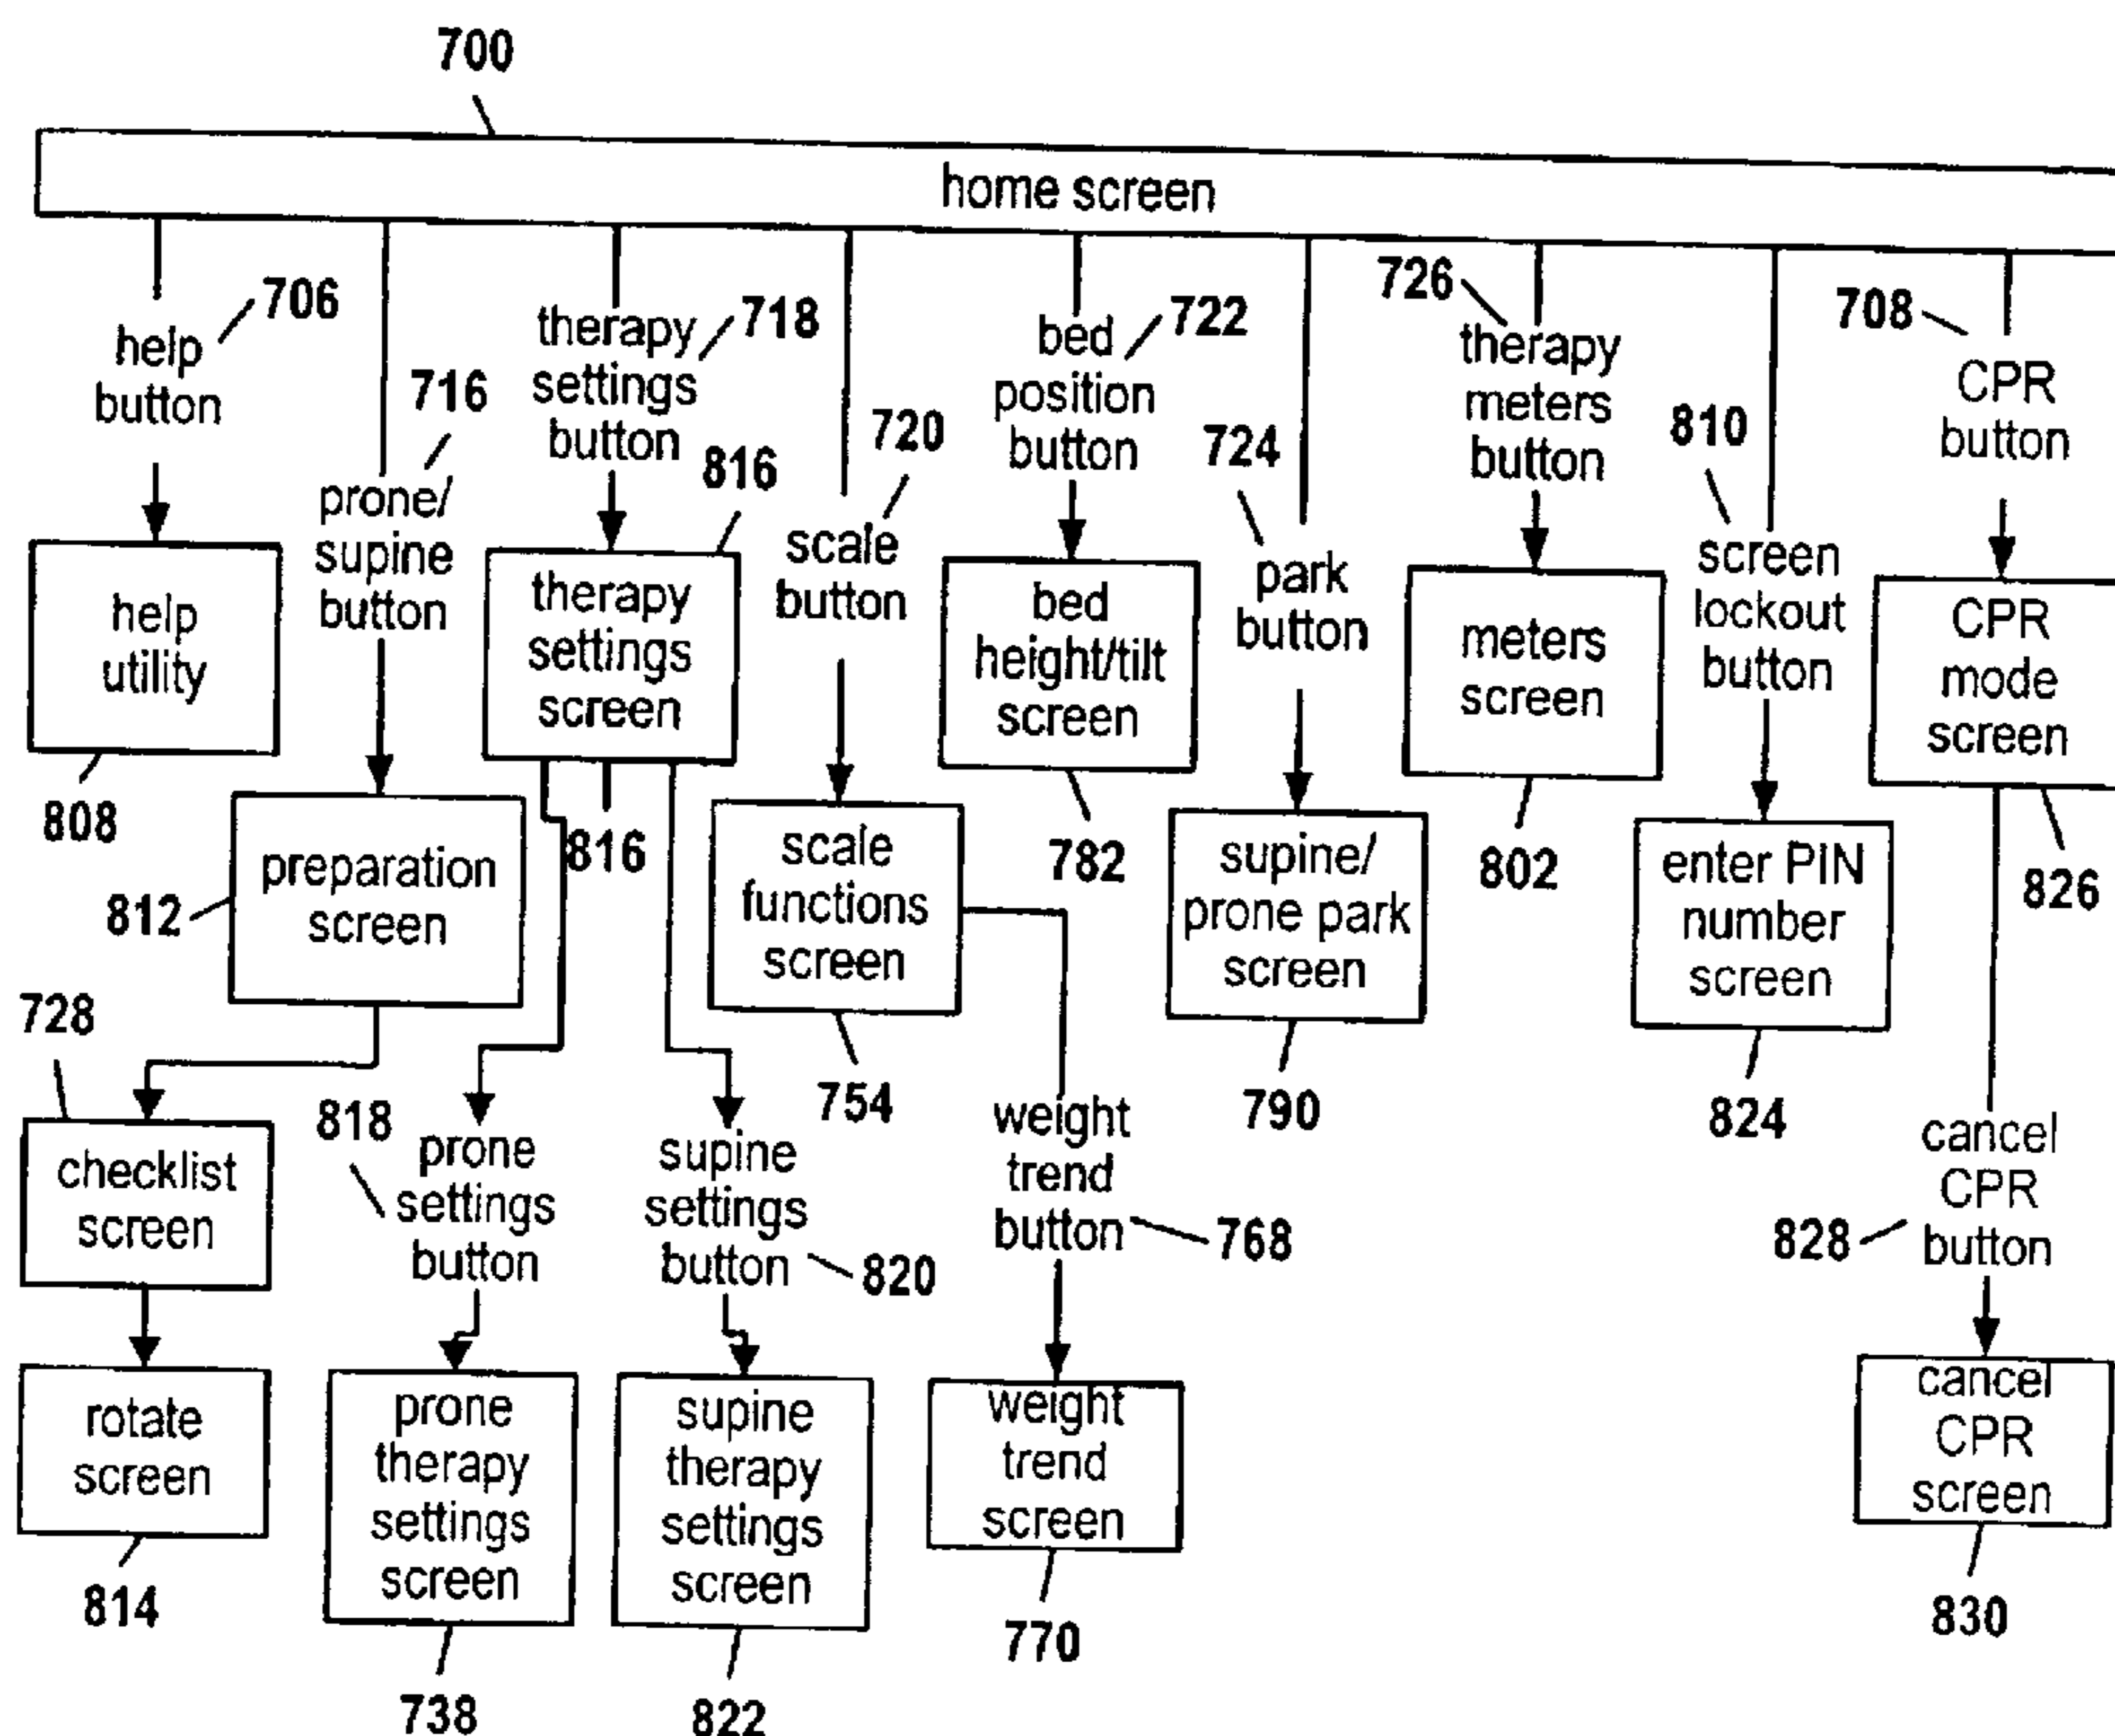 700
home screen
706
help
button
716
prone/
supine
button
718
therapy
settings
button
816
720
scale
button
722
bed
position
button
724
park
button
726
therapy
meters
button
810
screen
lockout
button
708
CPR
button
help
utility
808
therapy
settings
screen
816
bed
height/tilt
screen
782
meters
screen
802
CPR
mode
screen
826
812
preparation
screen
scale
functions
screen
754
supine/
prone park
screen
790
enter PIN
number
screen
824
728
checklist
screen
818
prone
settings
button
supine
settings
button
820
weight
trend
button
768
cancel
CPR
button
828
rotate
screen
814
prone
therapy
settings
screen
738
supine
therapy
settings
screen
822
weight
trend
screen
770
cancel
CPR
screen
830